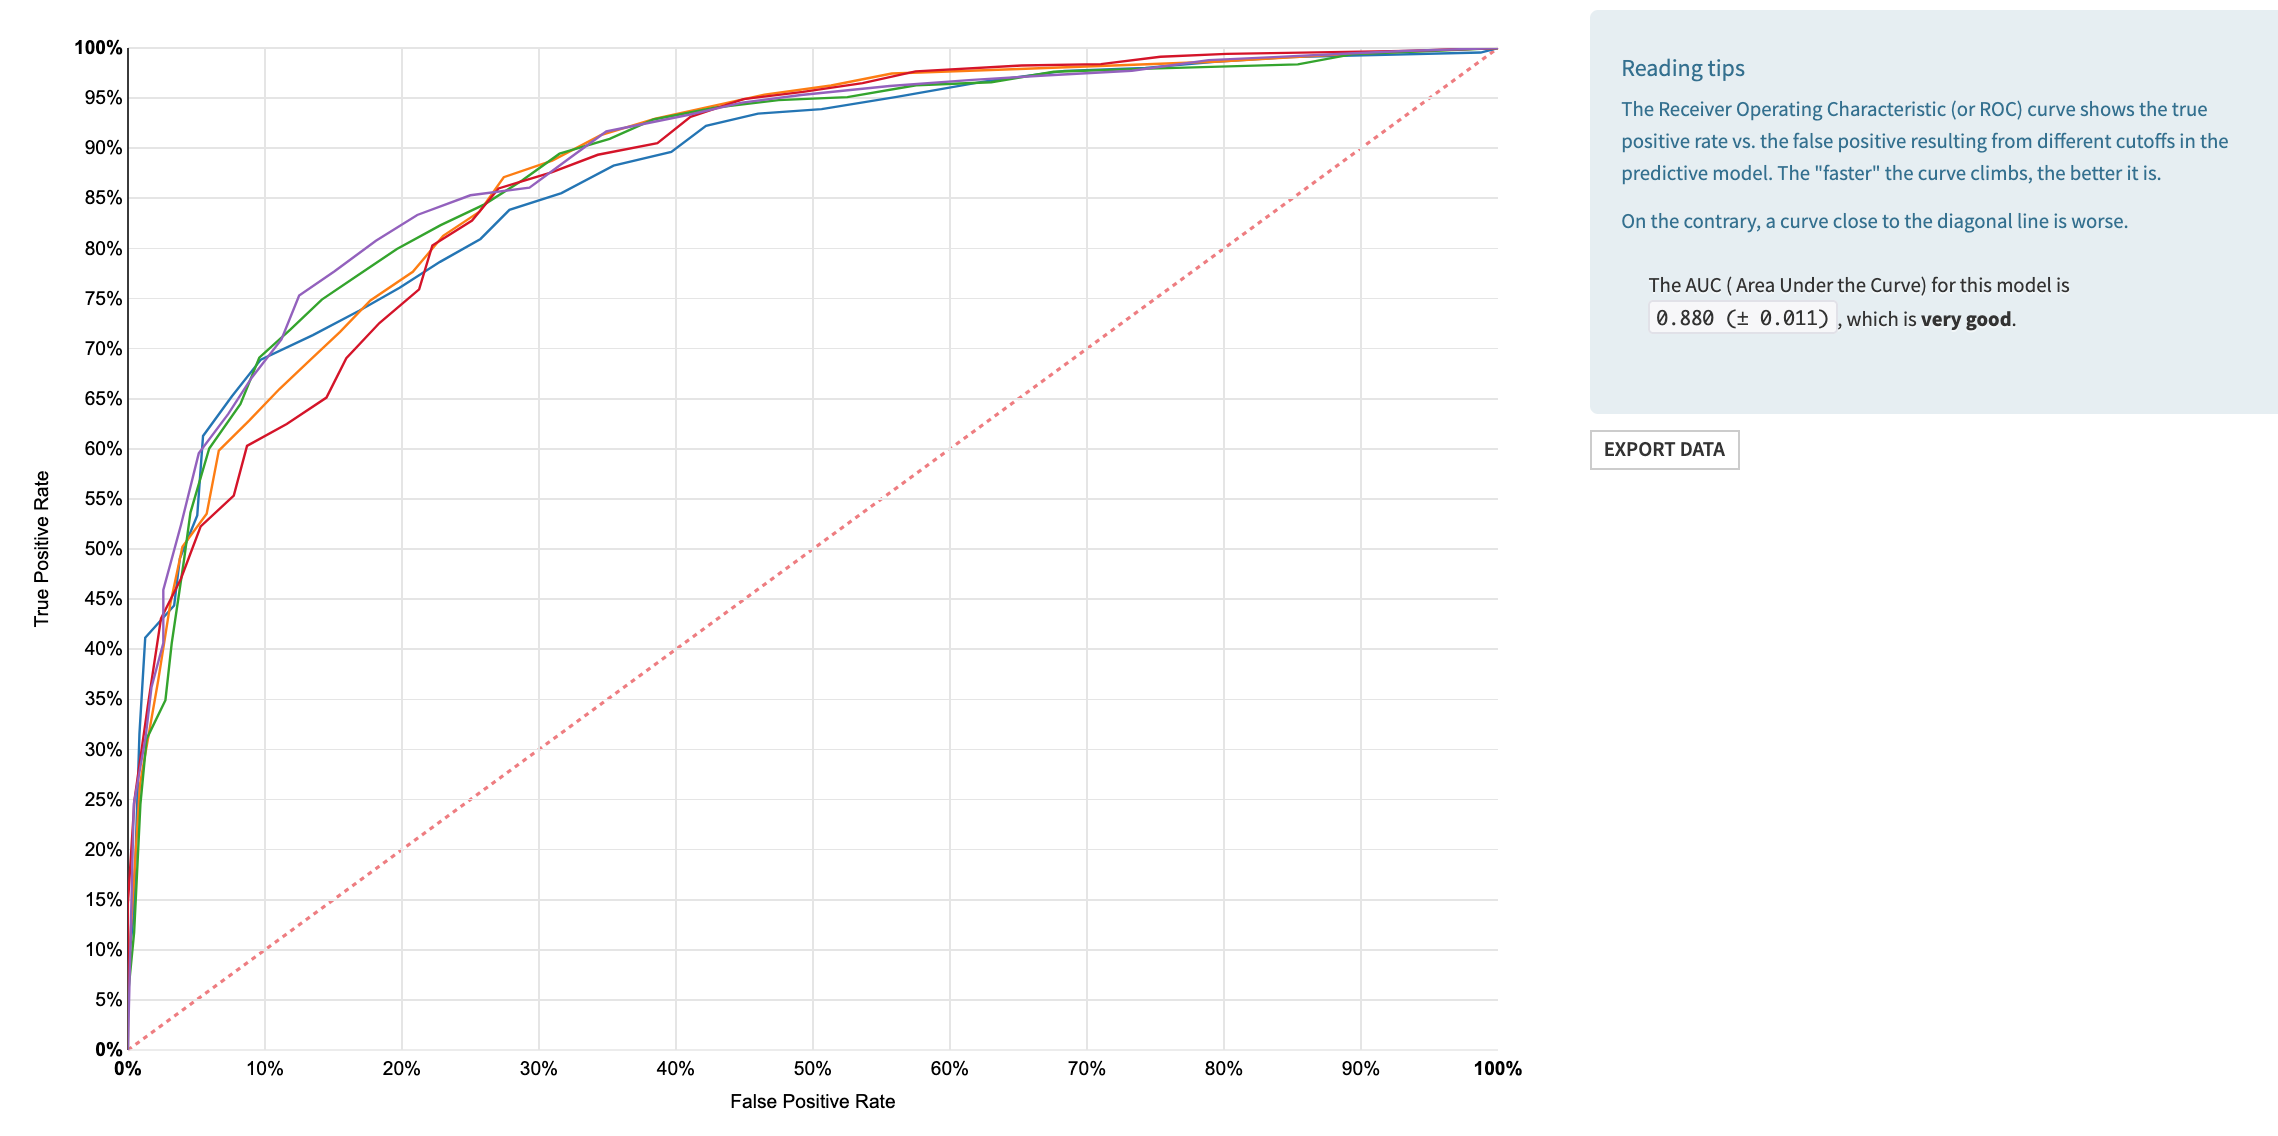 100%
95%
90%
85%
80%
75%
70%
65%
60%
55%
50%
45%
40%
35%
30%
25%
20%
15%
10%
5%
0%
True Positive Rate
0% 10% 20% 30% 40% 50% 60% 70% 80% 90% 100%
False Positive Rate
Reading tips
The Receiver Operating Characteristic (or ROC) curve shows the true
positive rate vs. the false positive resulting from different cutoffs in the
predictive model. The "faster" the curve climbs, the better it is.
On the contrary, a curve close to the diagonal line is worse.
The AUC ( Area Under the Curve) for this model is
0.880 (± 0.011) , which is very good.
EXPORT DATA